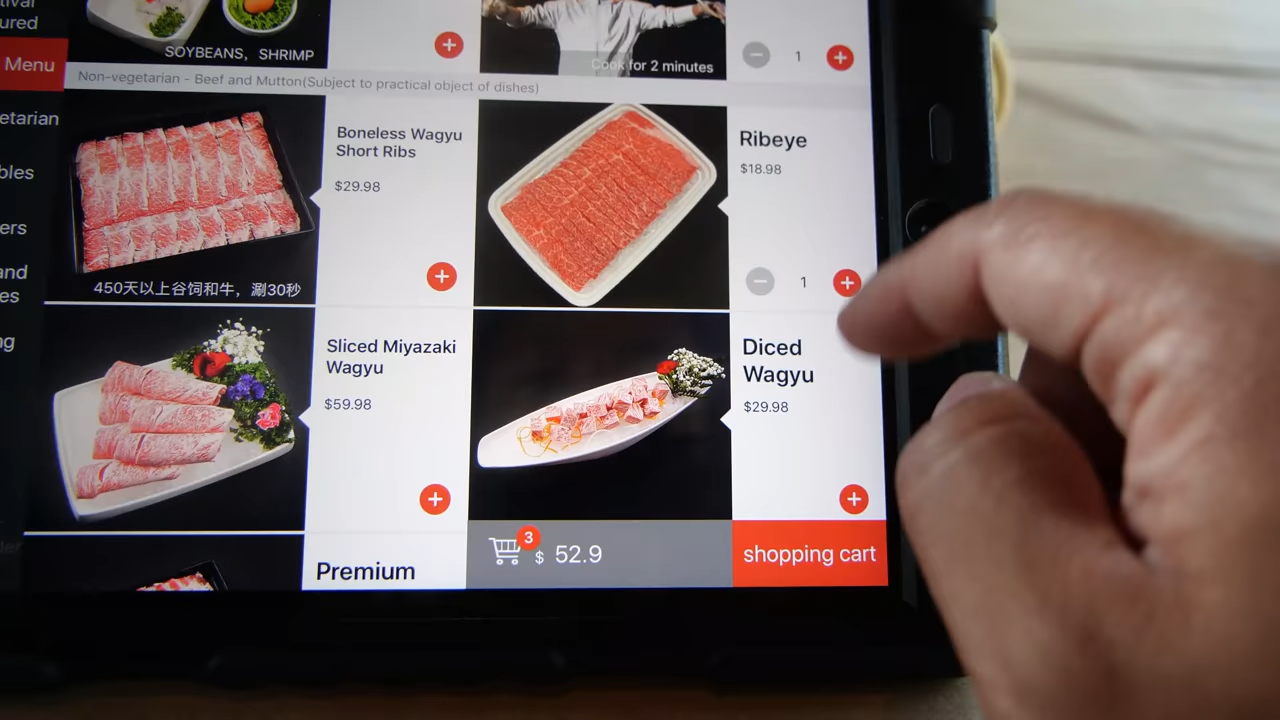 ured
SOYBEANS, SHRIMP
Cook for 2 minutes
1
Menu
Non-vegetarian - Beef and Mutton(Subject to practical object of dishes)
etarian
bles
ers
and
es
ng
Boneless Wagyu
Short Ribs
$29.98
450天以上谷饲和牛，涮30秒
Ribeye
$18.98
1
Sliced Miyazaki
Wagyu
$59.98
Diced
Wagyu
$29.98
Premium
3
$ 52.9
shopping cart